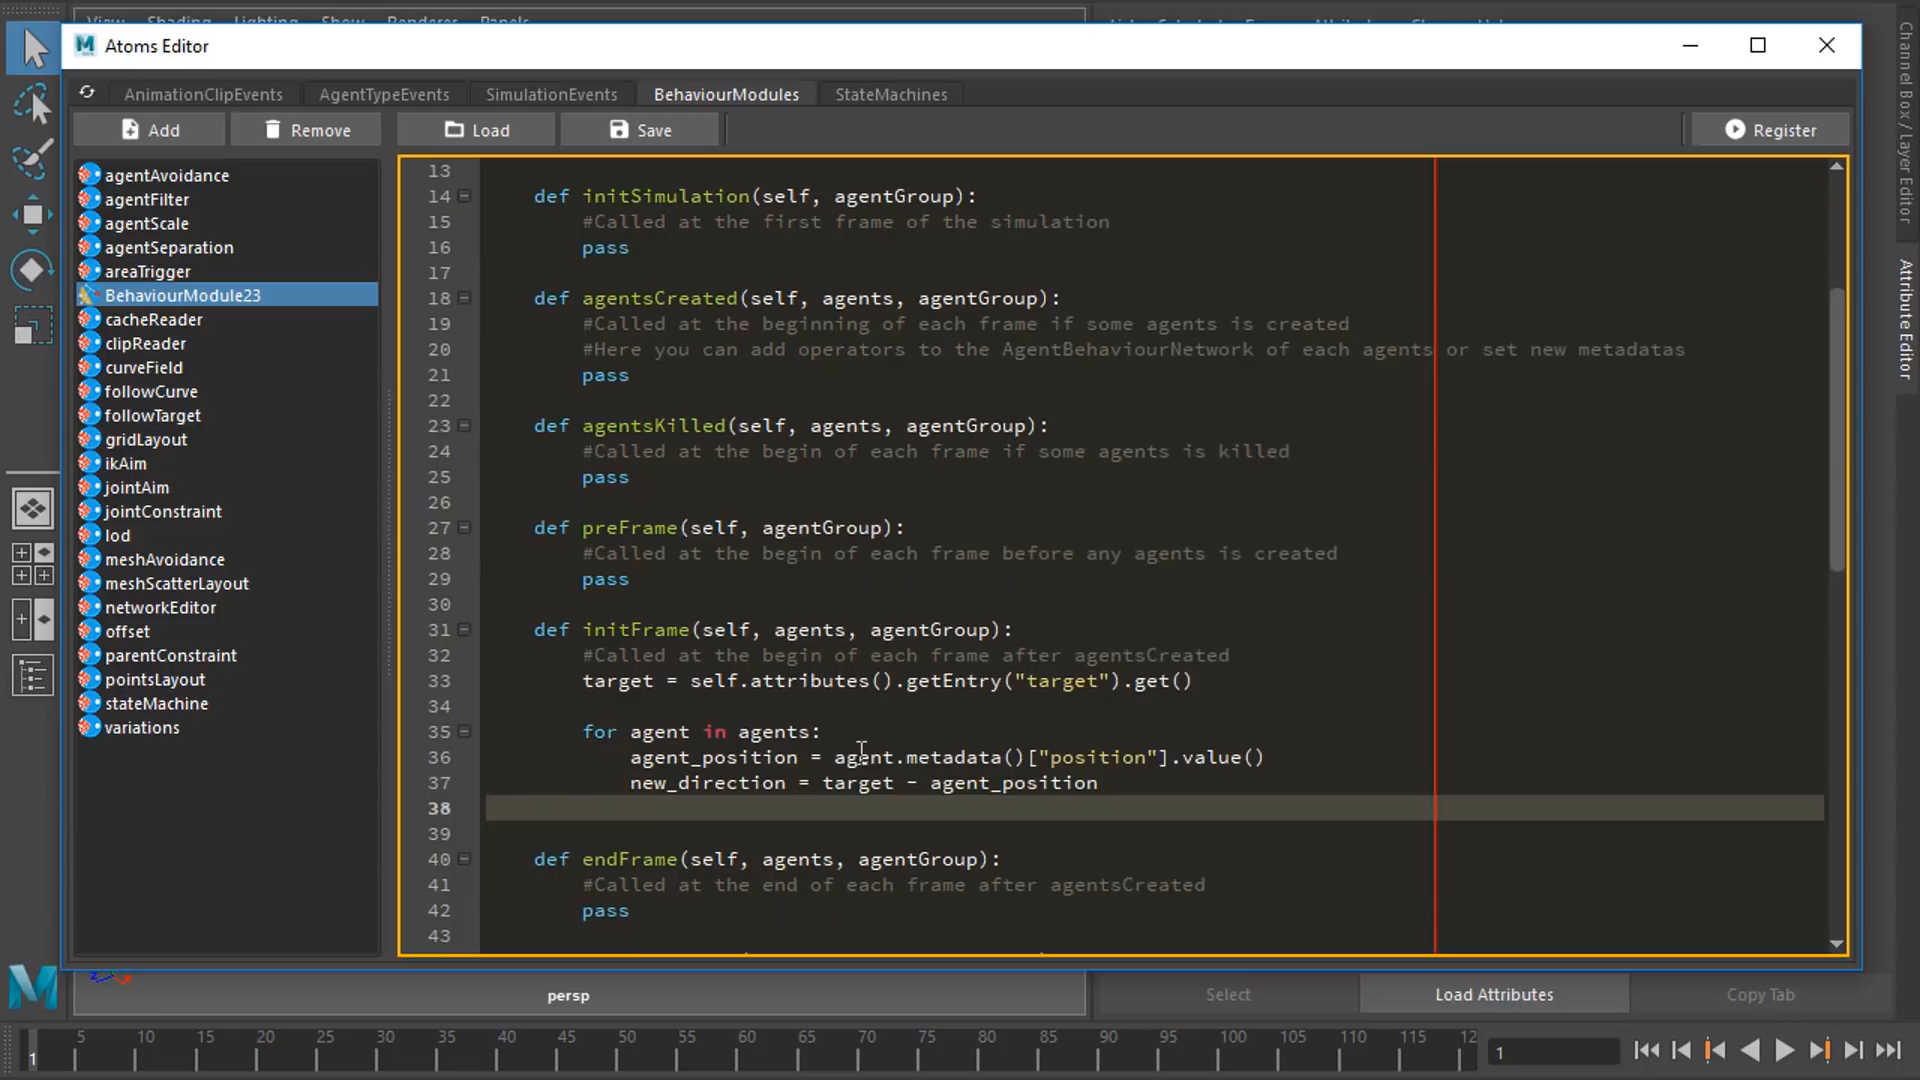 Atoms Editor
AnimationClipEvents AgentTypeEvents SimulationEvents BehaviourModules StateMachines
Add Remove Load Save Register
agentAvoidance
agentFilter
agentScale
agentSeparation
areaTrigger
BehaviourModule23
cacheReader
clipReader
curveField
followCurve
followTarget
gridLayout
ikAim
jointAim
jointConstraint
lod
meshAvoidance
meshScatterLayout
networkEditor
offset
parentConstraint
pointsLayout
stateMachine
variations
13
14 def initSimulation(self, agentGroup):
15 #Called at the first frame of the simulation
16 pass
17
18 def agentsCreated(self, agents, agentGroup):
19 #Called at the beginning of each frame if some agents is created
20 #Here you can add operators to the AgentBehaviourNetwork of each agents or set new metadatas
21 pass
22
23 def agentsKilled(self, agents, agentGroup):
24 #Called at the begin of each frame if some agents is killed
25 pass
26
27 def preFrame(self, agentGroup):
28 #Called at the begin of each frame before any agents is created
29 pass
30
31 def initFrame(self, agents, agentGroup):
32 #Called at the begin of each frame after agentsCreated
33 target = self.attributes().getEntry("target").get()
34
35 for agent in agents:
36 agent_position = agent.metadata()["position"].value()
37 new_direction = target - agent_position
38
39
40 def endFrame(self, agents, agentGroup):
41 #Called at the end of each frame after agentsCreated
42 pass
43
Channel Box / Layer Editor
Attribute Editor
persp
Select Load Attributes Copy Tab
5 10 15 20 25 30 35 40 45 50 55 60 65 70 75 80 85 90 95 100 105 110 115 12
1
1